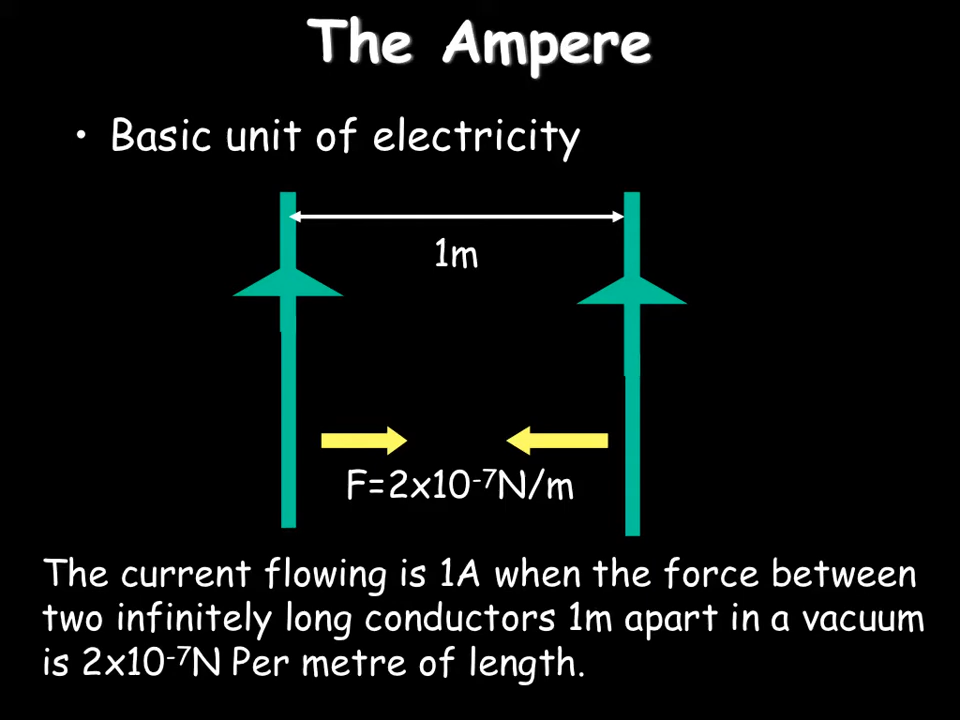 The Ampere
• Basic unit of electricity
1m
F=2x10⁻⁷N/m
The current flowing is 1A when the force between
two infinitely long conductors 1m apart in a vacuum
is 2x10⁻⁷N Per metre of length.